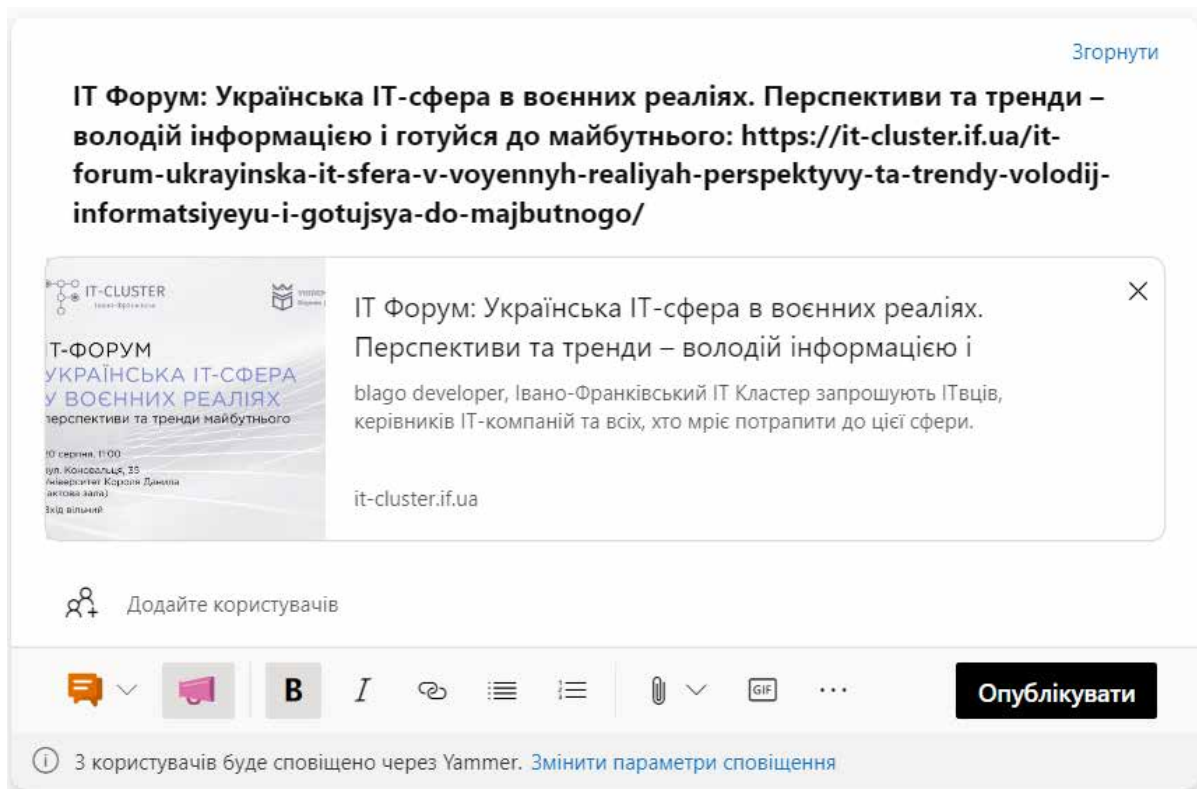 Згорнути
ІТ Форум: Українська ІТ-сфера в воєнних реаліях. Перспективи та тренди –
володій інформацією і готуйся до майбутнього: https://it-cluster.if.ua/it-
forum-ukrayinska-it-sfera-v-voyennyh-realiyah-perspektyvy-ta-trendy-volodij-
informatsiyeyu-i-gotujsya-do-majbutnogo/
IT-CLUSTER
Івано-Франківськ
Т-ФОРУМ
УКРАЇНСЬКА ІТ-СФЕРА
У ВОЄННИХ РЕАЛІЯХ
перспективи та тренди майбутнього
20 серпня, 11:00
вул. Коновальця, 35
Університет Короля Данила
актова зала)
Вхід вільний
ІТ Форум: Українська ІТ-сфера в воєнних реаліях.
Перспективи та тренди – володій інформацією і
blago developer, Івано-Франківський ІТ Кластер запрошують ІТвців,
керівників ІТ-компаній та всіх, хто мріє потрапити до цієї сфери.
it-cluster.if.ua
Додайте користувачів
B I GIF
Опублікувати
3 користувачів буде сповіщено через Yammer. Змінити параметри сповіщення